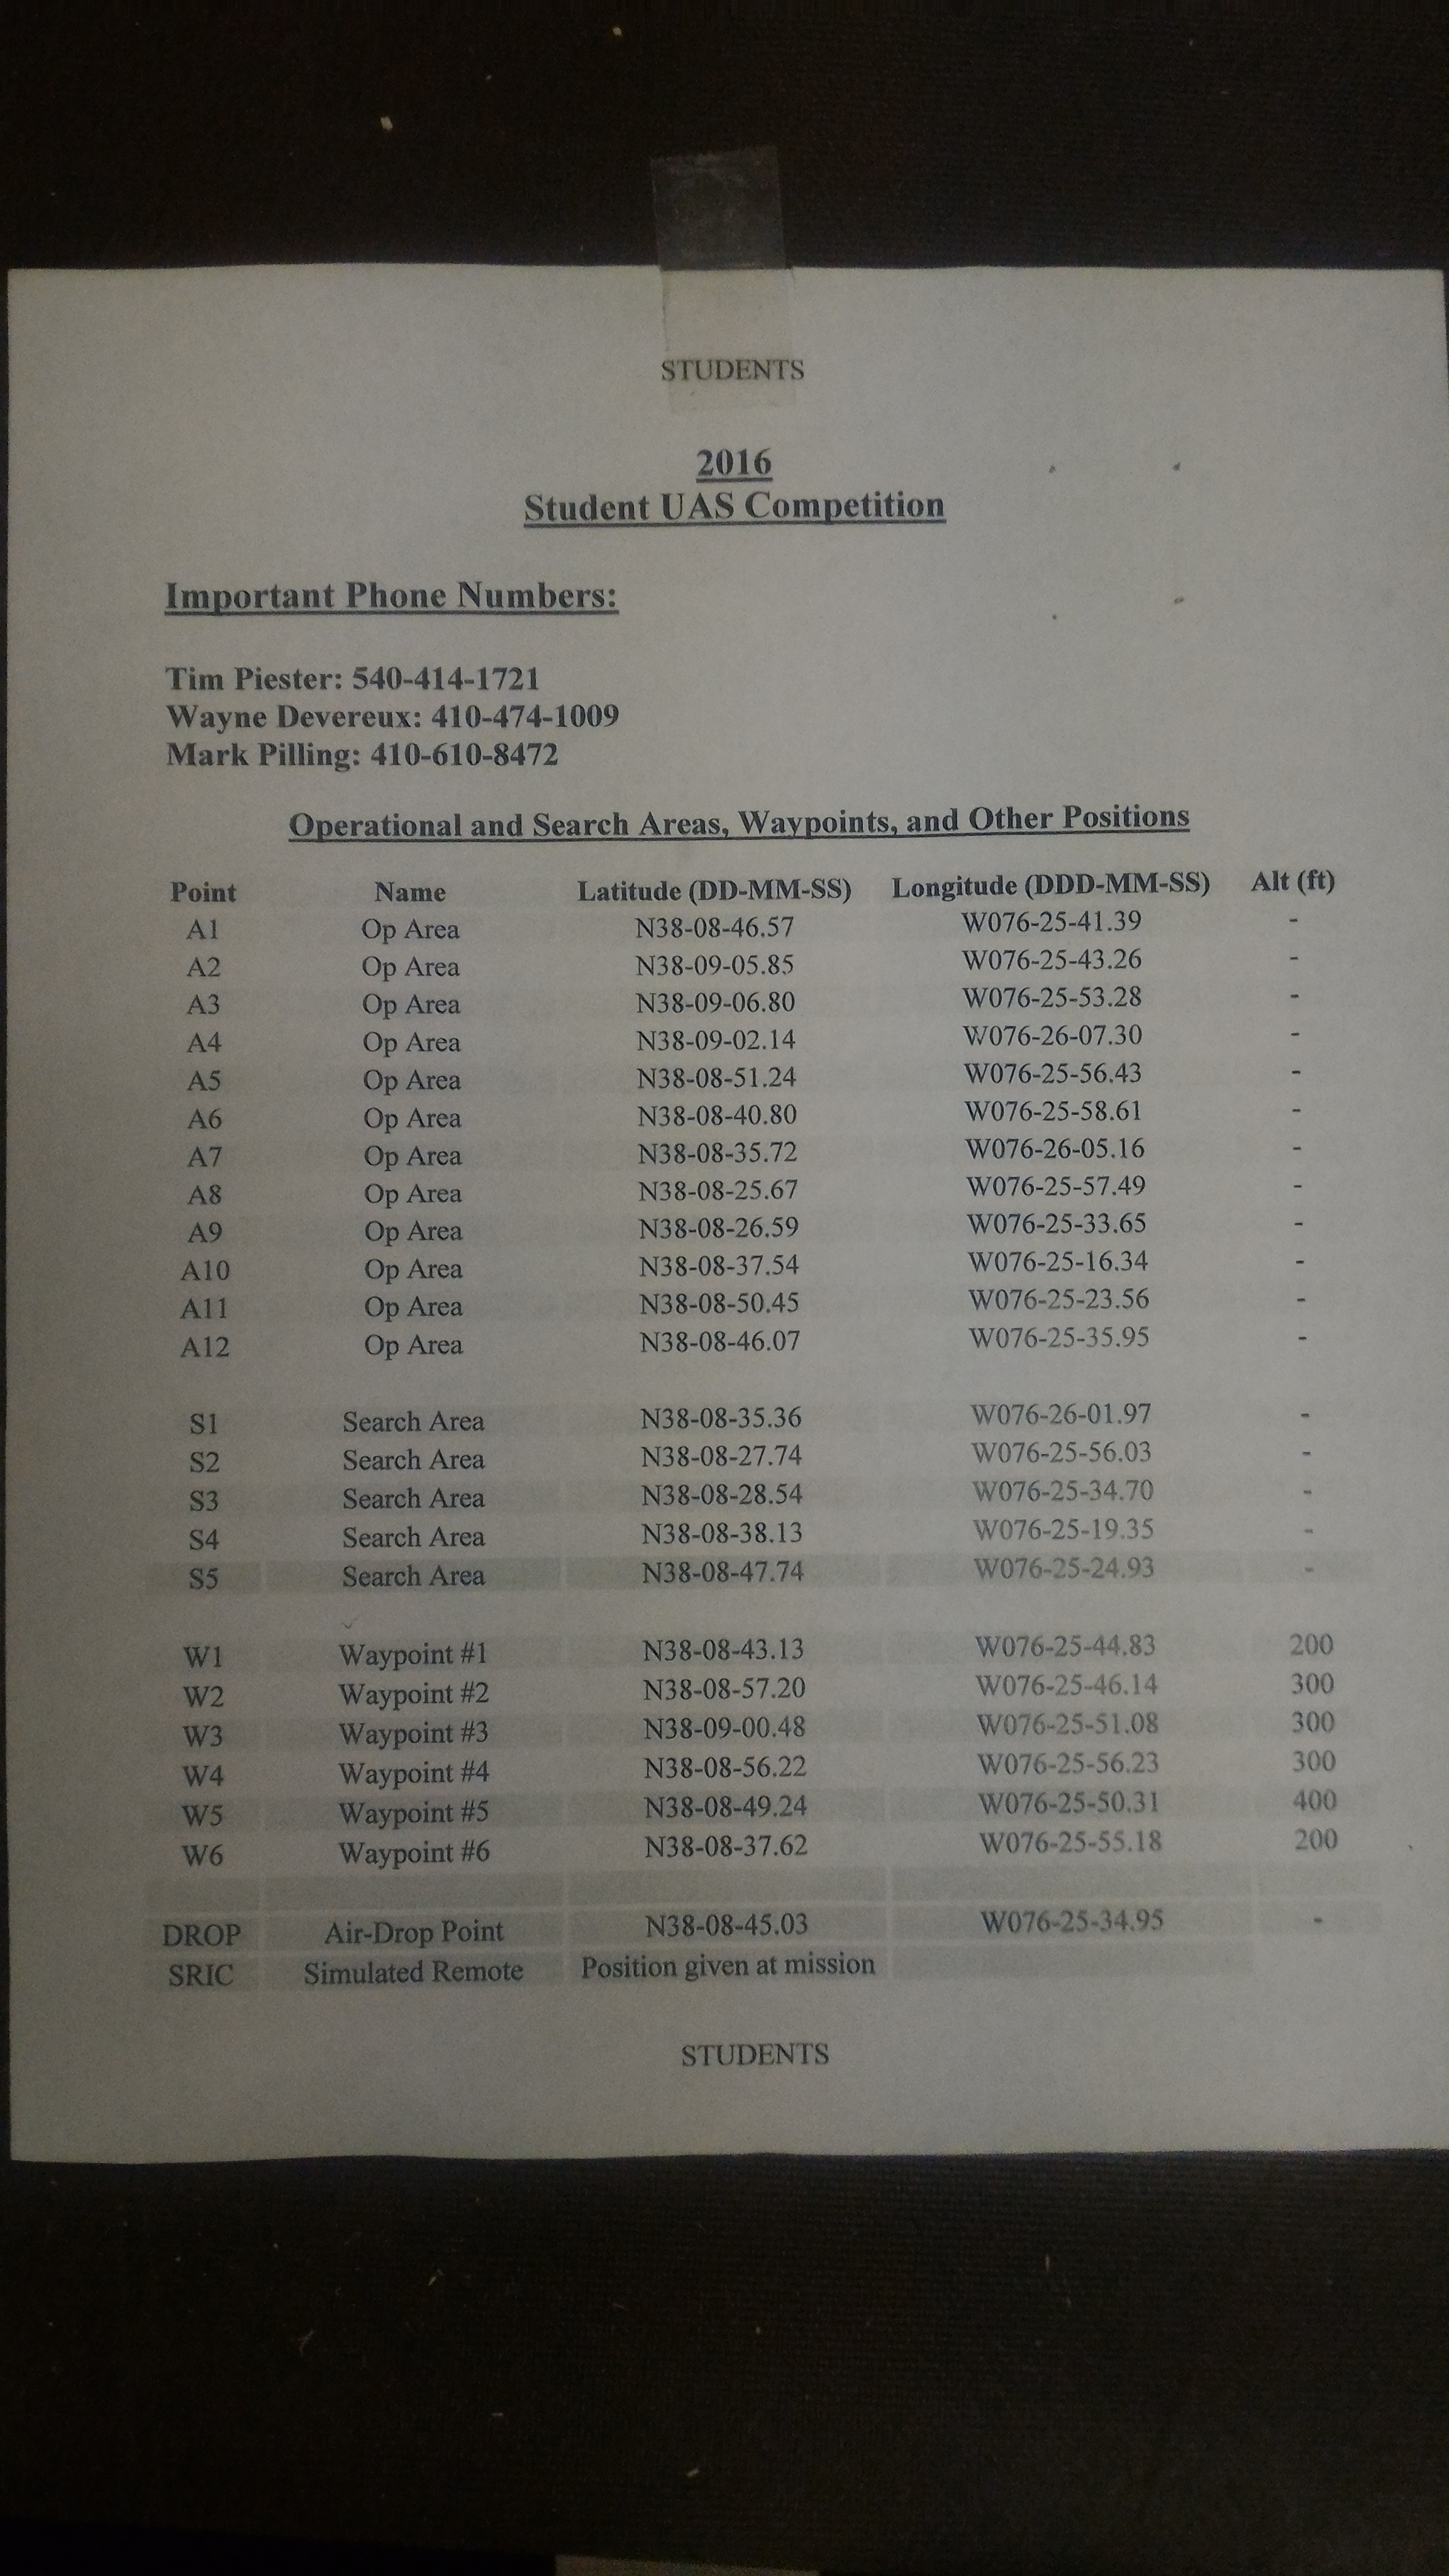 STUDENTS
2016
Student UAS Competition
Important Phone Numbers:
Tim Piester: 540-414-1721
Wayne Devereux: 410-474-1009
Mark Pilling: 410-610-8472
Operational and Search Areas, Waypoints, and Other Positions
Point Name Latitude (DD-MM-SS) Longitude (DDD-MM-SS) Alt (ft)
A1 Op Area N38-08-46.57 W076-25-41.39 -
A2 Op Area N38-09-05.85 W076-25-43.26 -
A3 Op Area N38-09-06.80 W076-25-53.28 -
A4 Op Area N38-09-02.14 W076-26-07.30 -
A5 Op Area N38-08-51.24 W076-25-56.43 -
A6 Op Area N38-08-40.80 W076-25-58.61 -
A7 Op Area N38-08-35.72 W076-26-05.16 -
A8 Op Area N38-08-25.67 W076-25-57.49 -
A9 Op Area N38-08-26.59 W076-25-33.65 -
A10 Op Area N38-08-37.54 W076-25-16.34 -
A11 Op Area N38-08-50.45 W076-25-23.56 -
A12 Op Area N38-08-46.07 W076-25-35.95 -
S1 Search Area N38-08-35.36 W076-26-01.97 -
S2 Search Area N38-08-27.74 W076-25-56.03 -
S3 Search Area N38-08-28.54 W076-25-34.70 -
S4 Search Area N38-08-38.13 W076-25-19.35 -
S5 Search Area N38-08-47.74 W076-25-24.93 -
W1 Waypoint #1 N38-08-43.13 W076-25-44.83 200
W2 Waypoint #2 N38-08-57.20 W076-25-46.14 300
W3 Waypoint #3 N38-09-00.48 W076-25-51.08 300
W4 Waypoint #4 N38-08-56.22 W076-25-56.23 300
W5 Waypoint #5 N38-08-49.24 W076-25-50.31 400
W6 Waypoint #6 N38-08-37.62 W076-25-55.18 200
DROP Air-Drop Point N38-08-45.03 W076-25-34.95 -
SRIC Simulated Remote Position given at mission
STUDENTS